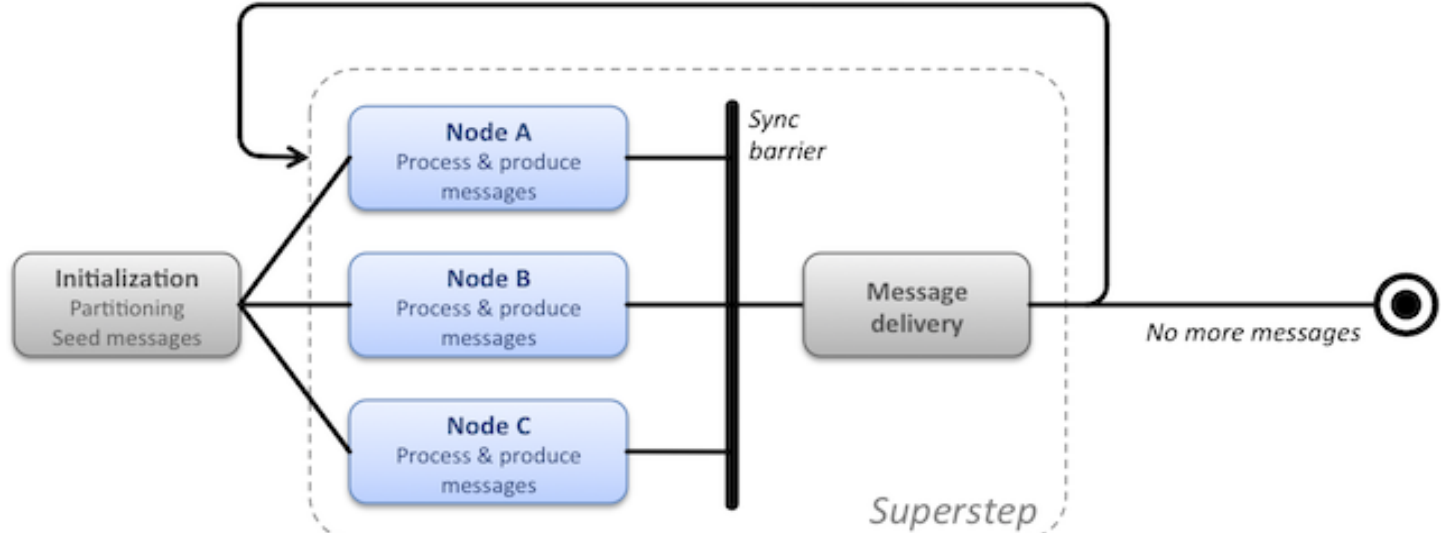 Node A
Process & produce
messages
Sync
barrier
Initialization
Partitioning
Seed messages
Node B
Process & produce
messages
Message
delivery
No more messages
Node C
Process & produce
messages
Superstep